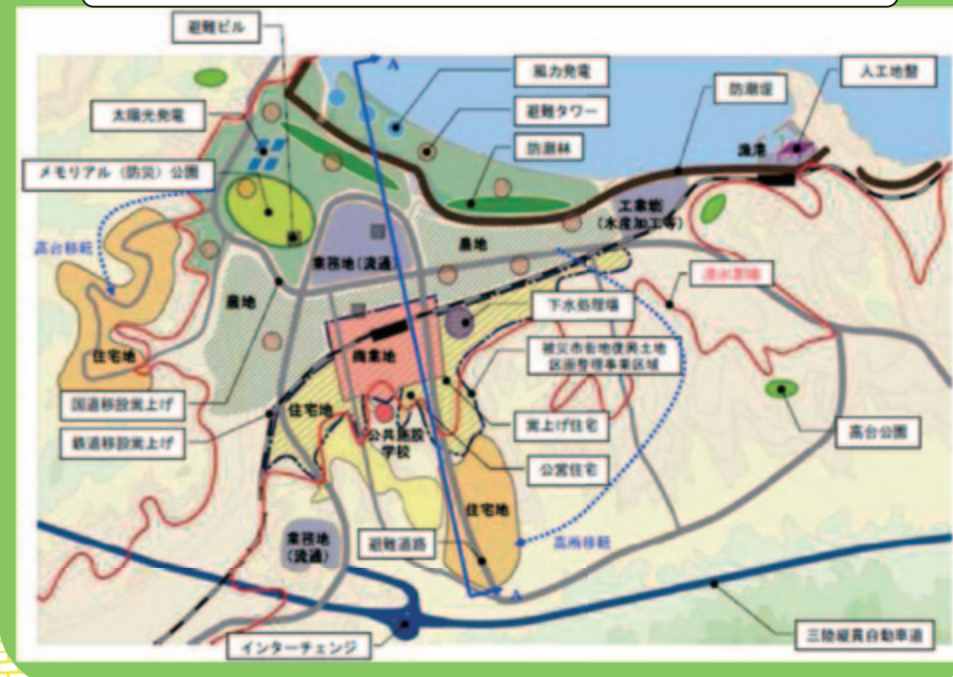 避難ビル
A
風力発電
人工地盤
防潮堤
太陽光発電
避難タワー
防潮林
漁港
メモリアル（防災）公園
工業地
（水産加工等）
高台移転
農地
業務地（流通）
農地
下水処理場
住宅地
商業地
被災市街地復興土地
区画整理事業区域
国道移設嵩上げ
住宅地
嵩上げ住宅
高台公園
鉄道移設嵩上げ
公共施設
学校
公営住宅
住宅地
業務地
（流通）
避難道路
高所移転
A
インターチェンジ
三陸縦貫自動車道